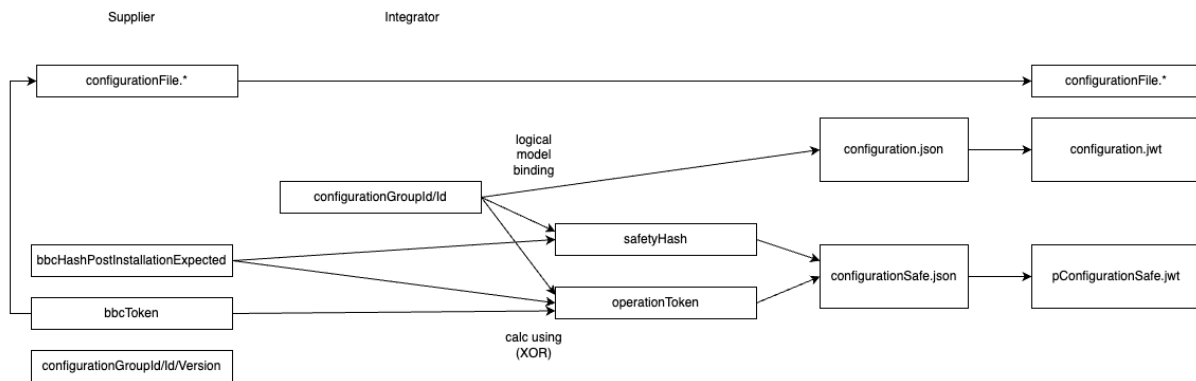 Supplier
Integrator
configurationFile.*
configurationFile.*
logical
model
binding
configuration.json
configuration.jwt
configurationGroupId/Id
safetyHash
bbcHashPostInstallationExpected
configurationSafe.json
pConfigurationSafe.jwt
operationToken
bbcToken
calc using
(XOR)
configurationGroupId/Id/Version